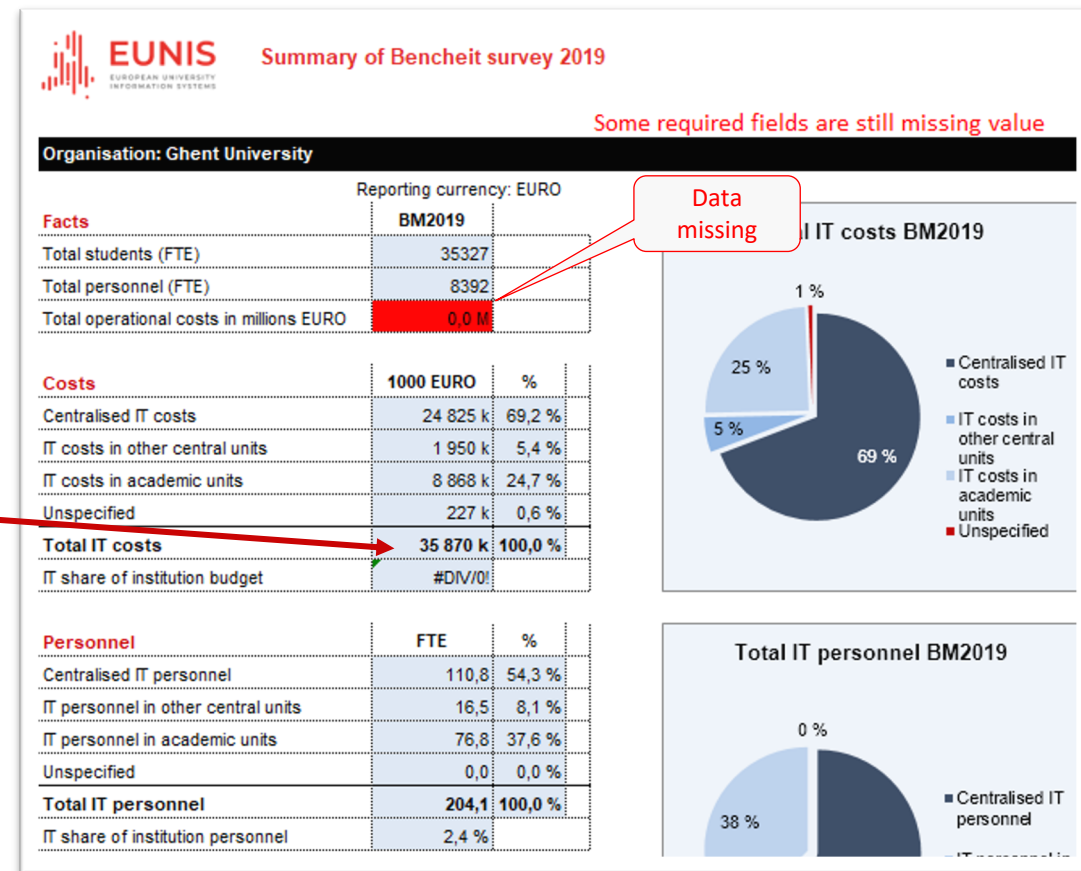 EUNIS
EUROPEAN UNIVERSITY
INFORMATION SYSTEMS
Summary of Bencheit survey 2019
Some required fields are still missing value
Organisation: Ghent University
Reporting currency: EURO
Facts BM2019
Total students (FTE) 35327
Total personnel (FTE) 8392
Total operational costs in millions EURO 0,0 M
Data
missing
Costs 1000 EURO %
Centralised IT costs 24 825 k 69,2 %
IT costs in other central units 1 950 k 5,4 %
IT costs in academic units 8 868 k 24,7 %
Unspecified 227 k 0,6 %
Total IT costs 35 870 k 100,0 %
IT share of institution budget #DIV/0!
IT costs BM2019
1 %
25 %
5 %
69 %
Centralised IT
costs
IT costs in
other central
units
IT costs in
academic
units
Unspecified
Personnel FTE %
Centralised IT personnel 110,8 54,3 %
IT personnel in other central units 16,5 8,1 %
IT personnel in academic units 76,8 37,6 %
Unspecified 0,0 0,0 %
Total IT personnel 204,1 100,0 %
IT share of institution personnel 2,4 %
Total IT personnel BM2019
0 %
38 %
Centralised IT
personnel